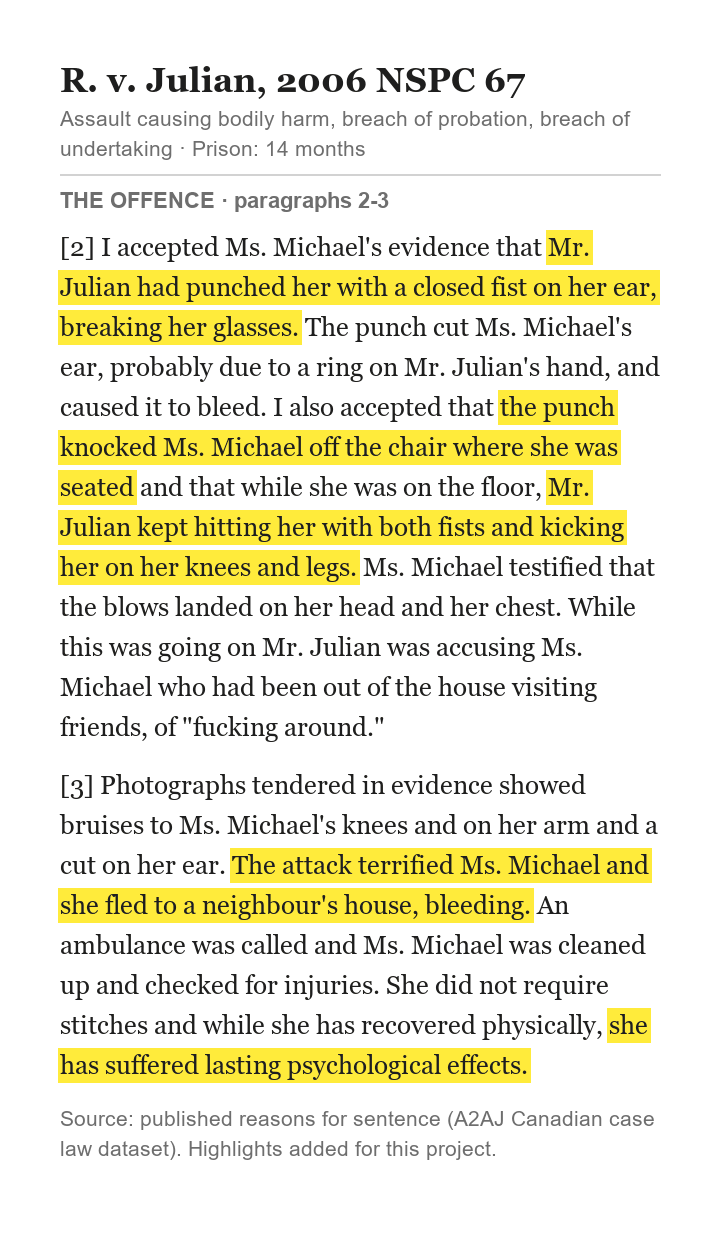 R. v. Julian, 2006 NSPC 67
Assault causing bodily harm, breach of probation, breach of
undertaking · Prison: 14 months
THE OFFENCE · paragraphs 2-3
[2] I accepted Ms. Michael's evidence that Mr.
Julian had punched her with a closed fist on her ear,
breaking her glasses. The punch cut Ms. Michael's
ear, probably due to a ring on Mr. Julian's hand, and
caused it to bleed. I also accepted that the punch
knocked Ms. Michael off the chair where she was
seated and that while she was on the floor, Mr.
Julian kept hitting her with both fists and kicking
her on her knees and legs. Ms. Michael testified that
the blows landed on her head and her chest. While
this was going on Mr. Julian was accusing Ms.
Michael who had been out of the house visiting
friends, of "fucking around."
[3] Photographs tendered in evidence showed
bruises to Ms. Michael's knees and on her arm and a
cut on her ear. The attack terrified Ms. Michael and
she fled to a neighbour's house, bleeding. An
ambulance was called and Ms. Michael was cleaned
up and checked for injuries. She did not require
stitches and while she has recovered physically, she
has suffered lasting psychological effects.
Source: published reasons for sentence (A2AJ Canadian case
law dataset). Highlights added for this project.